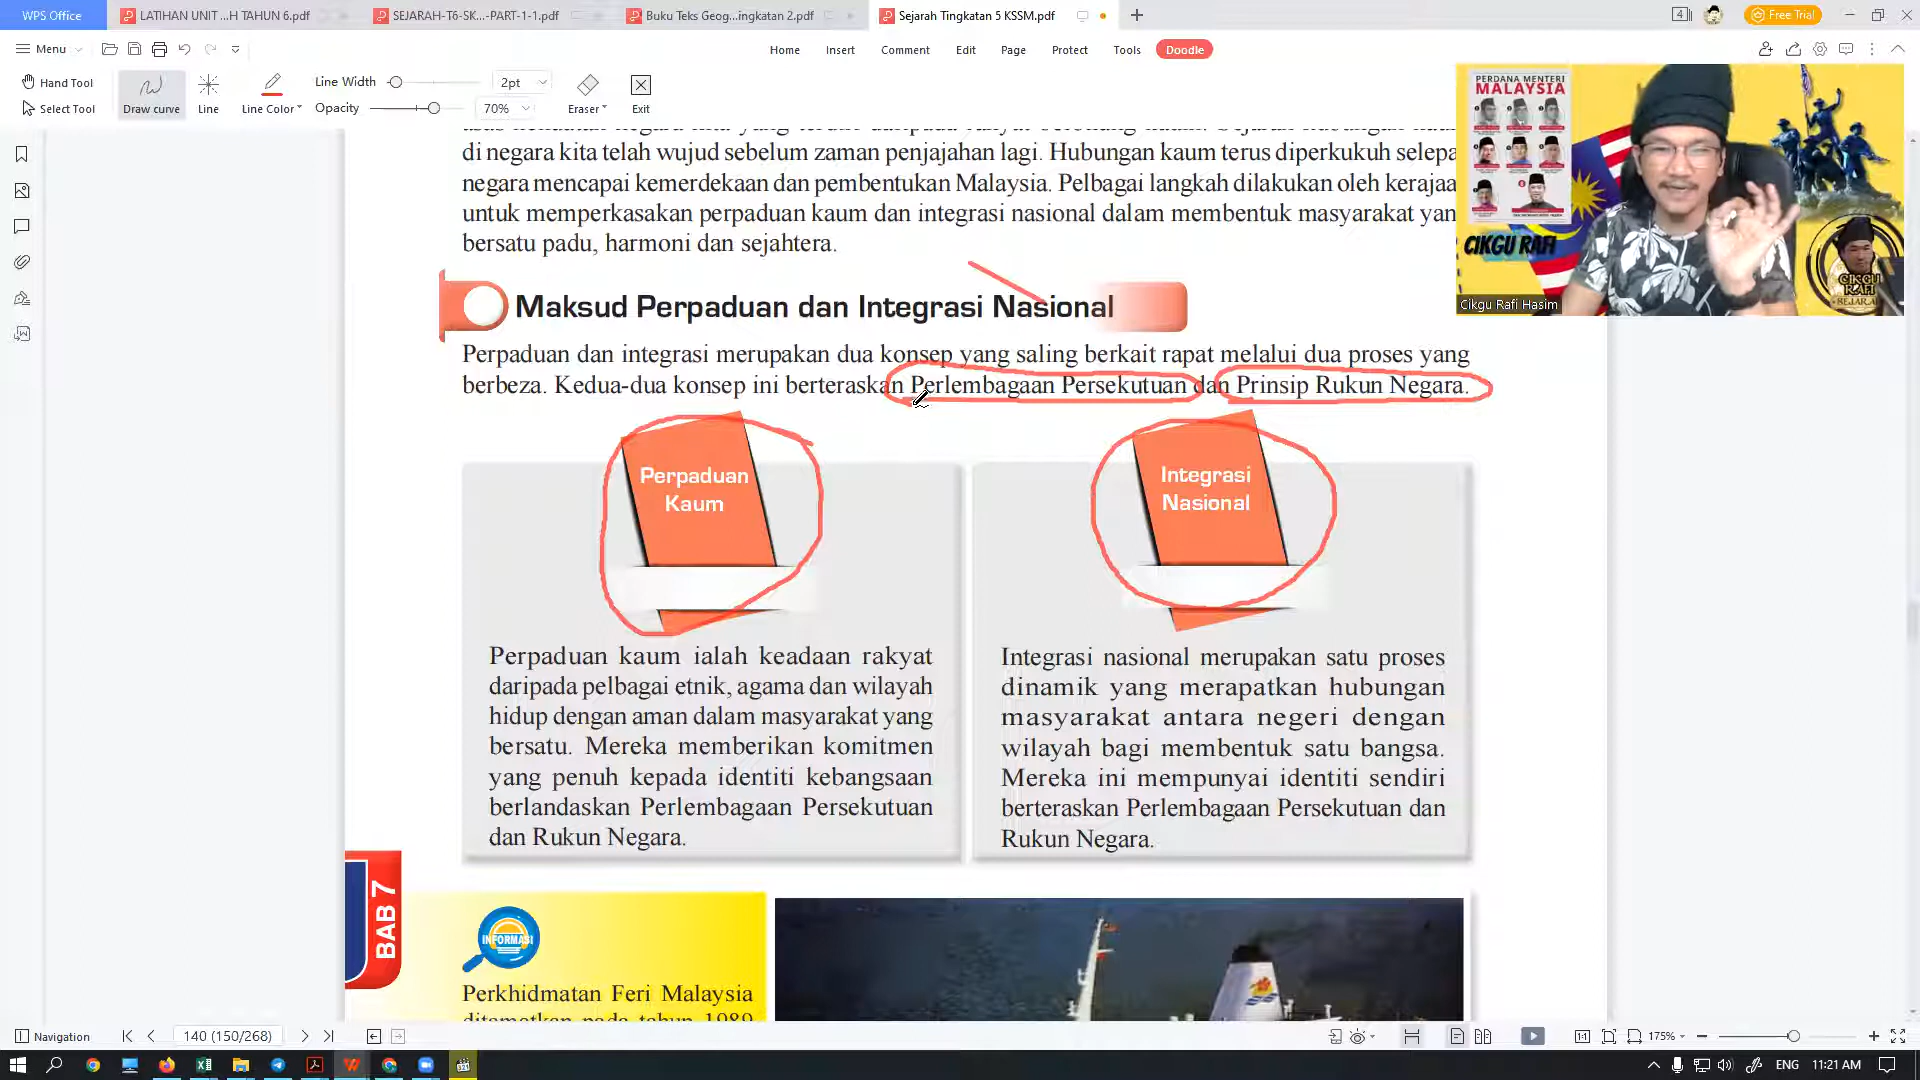 WPS Office
LATIHAN UNIT ...H TAHUN 6.pdf
SEJARAH-T6-SK...-PART-1-1.pdf
Buku Teks Geog...ingkatan 2.pdf
Sejarah Tingkatan 5 KSSM.pdf
4
Free Trial
Menu
Home
Insert
Comment
Edit
Page
Protect
Tools
Doodle
Hand Tool
Select Tool
Draw curve
Line
Line Color
Line Width
2pt
Opacity
70%
Eraser
Exit
PERDANA MENTERI
MALAYSIA
CIKGU RAFI
CIKGU
RAFI
SEJARAH
Cikgu Rafi Hasim
di negara kita telah wujud sebelum zaman penjajahan lagi. Hubungan kaum terus diperkukuh selepa
negara mencapai kemerdekaan dan pembentukan Malaysia. Pelbagai langkah dilakukan oleh kerajaa
untuk memperkasakan perpaduan kaum dan integrasi nasional dalam membentuk masyarakat yan
bersatu padu, harmoni dan sejahtera.
Maksud Perpaduan dan Integrasi Nasional
Perpaduan dan integrasi merupakan dua konsep yang saling berkait rapat melalui dua proses yang
berbeza. Kedua-dua konsep ini berteraskan Perlembagaan Persekutuan dan Prinsip Rukun Negara.
Perpaduan
Kaum
Perpaduan kaum ialah keadaan rakyat
daripada pelbagai etnik, agama dan wilayah
hidup dengan aman dalam masyarakat yang
bersatu. Mereka memberikan komitmen
yang penuh kepada identiti kebangsaan
berlandaskan Perlembagaan Persekutuan
dan Rukun Negara.
Integrasi
Nasional
Integrasi nasional merupakan satu proses
dinamik yang merapatkan hubungan
masyarakat antara negeri dengan
wilayah bagi membentuk satu bangsa.
Mereka ini mempunyai identiti sendiri
berteraskan Perlembagaan Persekutuan dan
Rukun Negara.
BAB 7
INFORMASI
Perkhidmatan Feri Malaysia
ditamatkan pada tahun 1989
Navigation
140 (150/268)
175%
ENG
11:21 AM